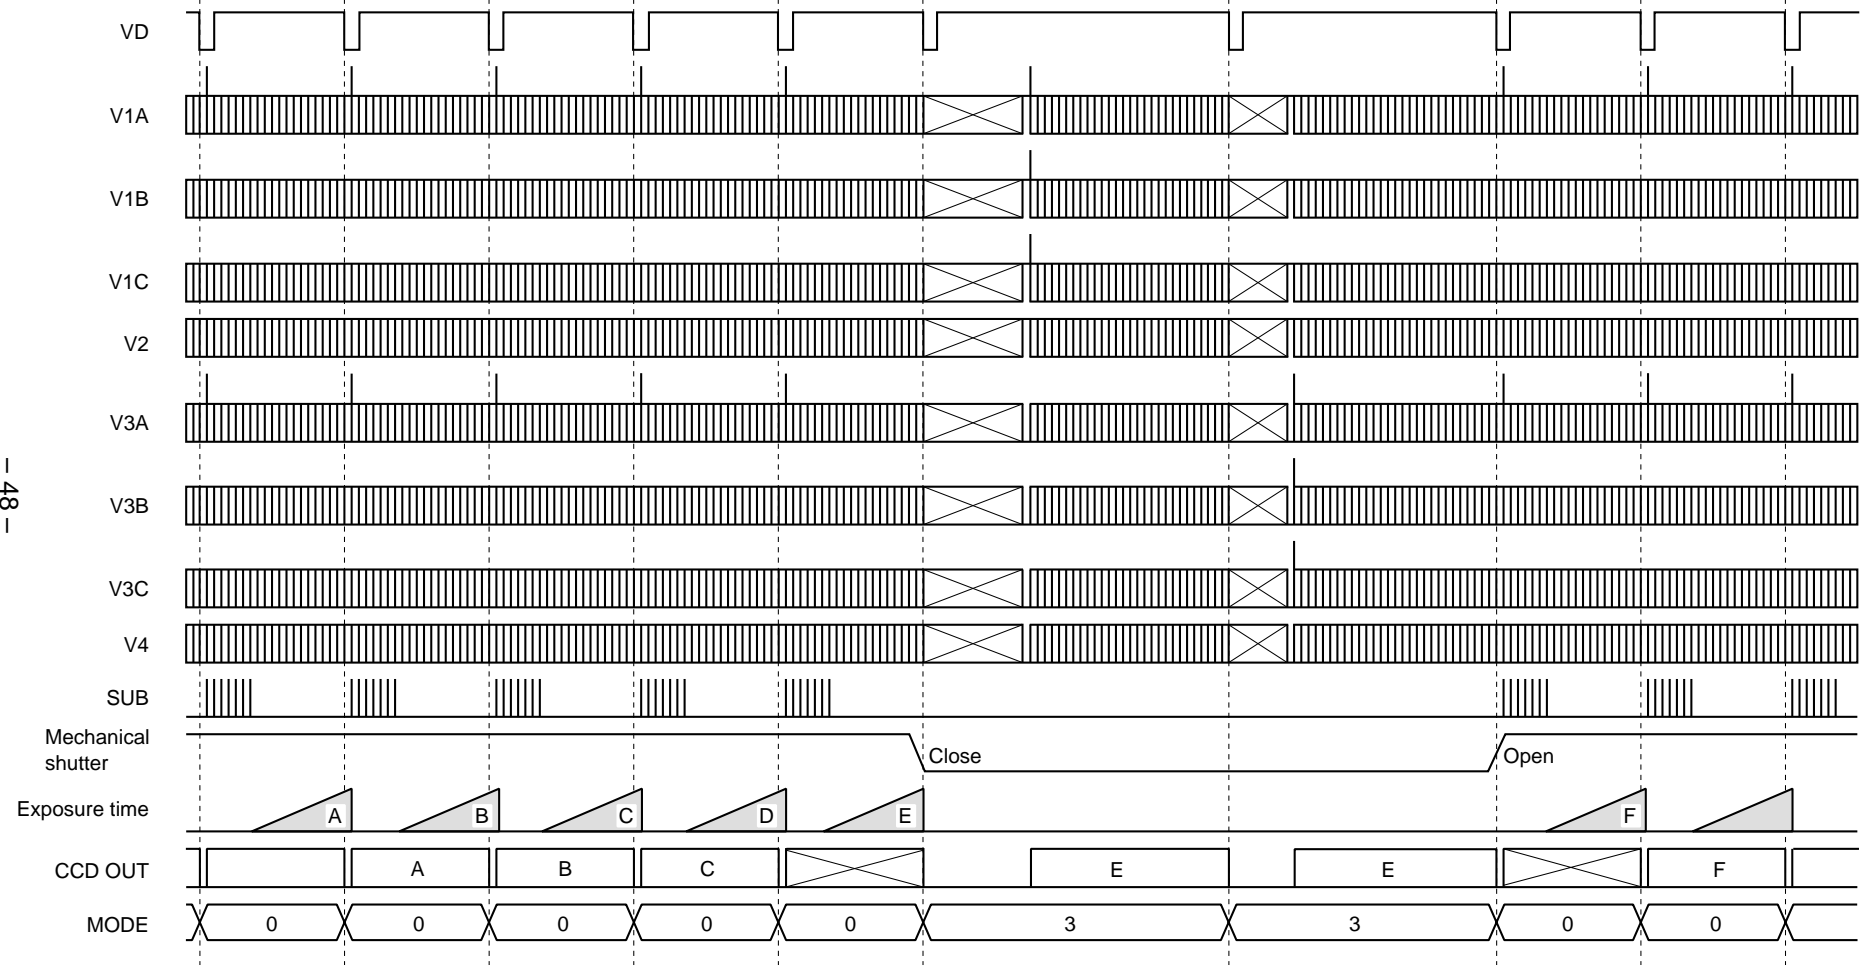 VD
V1A
V1B
V1C
V2
V3A
V3B
V3C
V4
SUB
Mechanical
shutter
Close
Open
Exposure time
A
B
C
D
E
F
CCD OUT
A
B
C
E
E
F
MODE
0
0
0
0
0
3
3
0
0
– 48 –